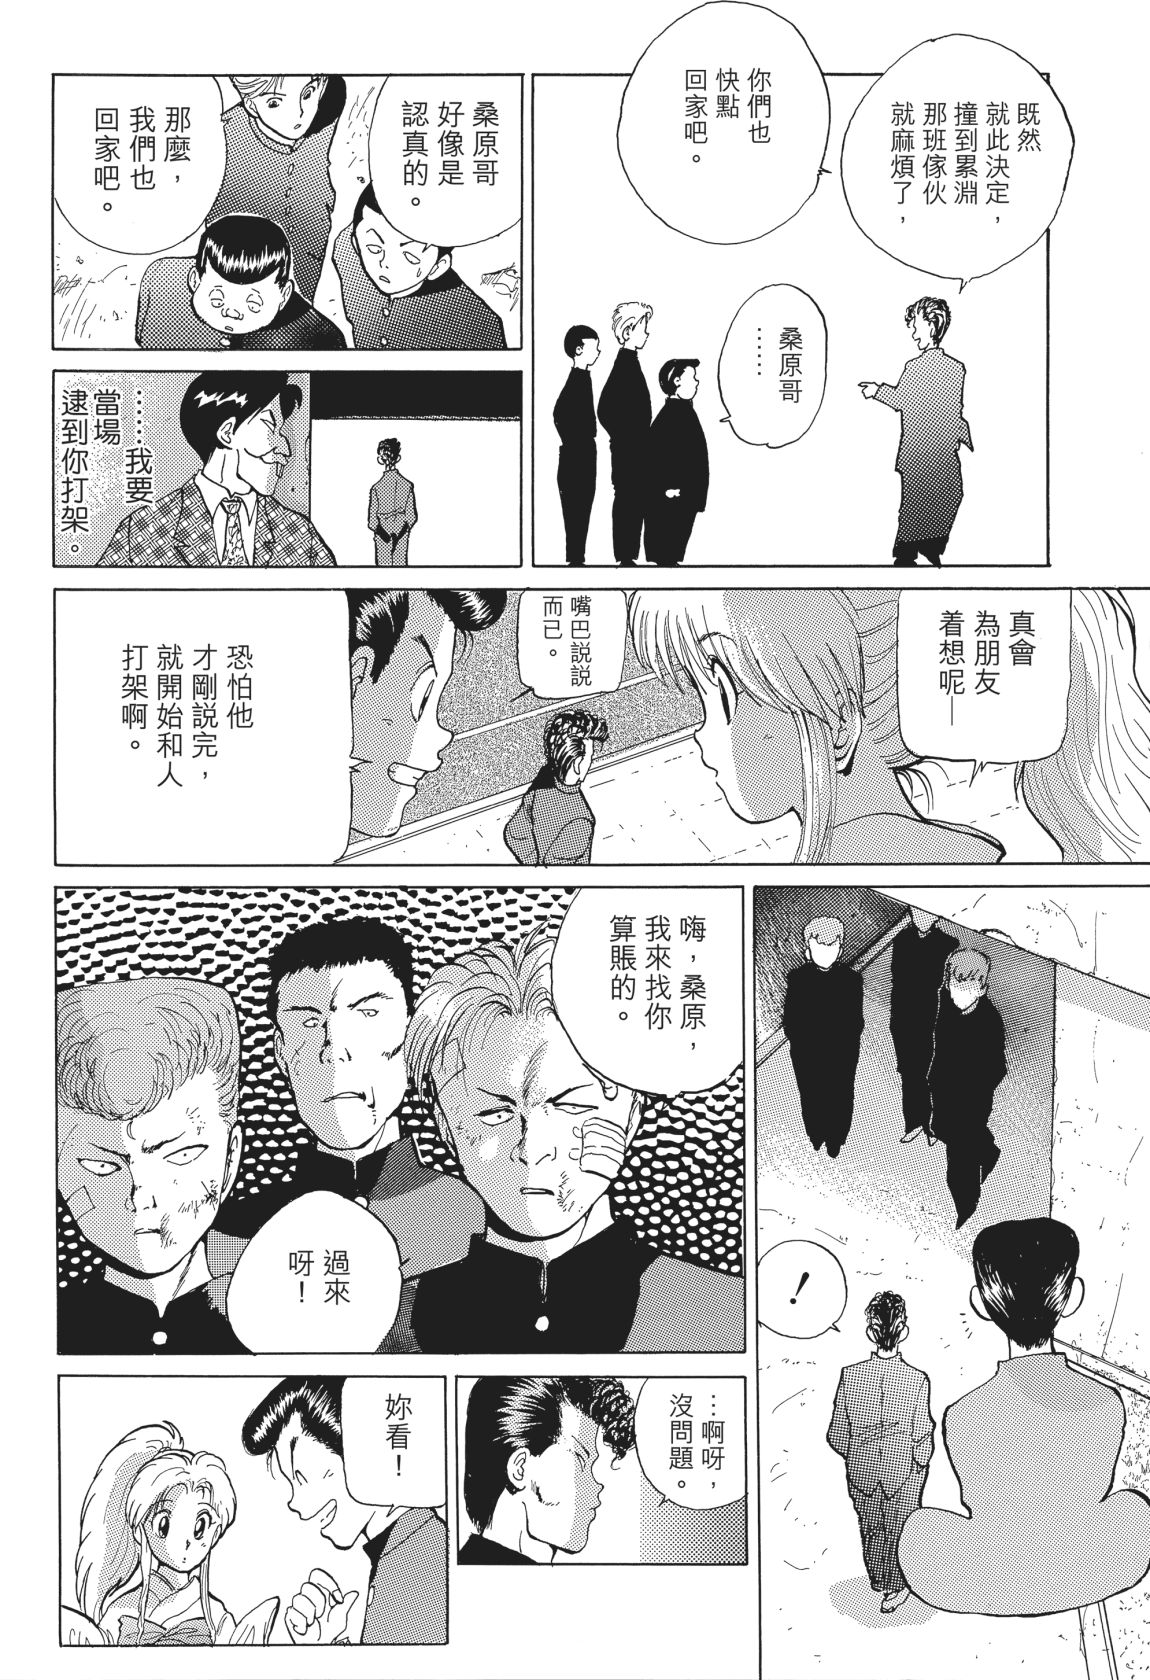 既然
就此決定，
撞到累淵
那班傢伙
就麻煩了，
你們也
快點
回家吧。
桑原哥
……
桑原哥
好像是
認真的。
那麼，
我們也
回家吧。
……我要
當場
逮到你打架。
真會
為朋友
着想呢—
嘴巴説説
而已。
恐怕他
才剛説完，
就開始和人
打架啊。
！
嗨，桑原，
我來找你
算賬的。
過來
呀！
…啊呀，
沒問題。
妳看！